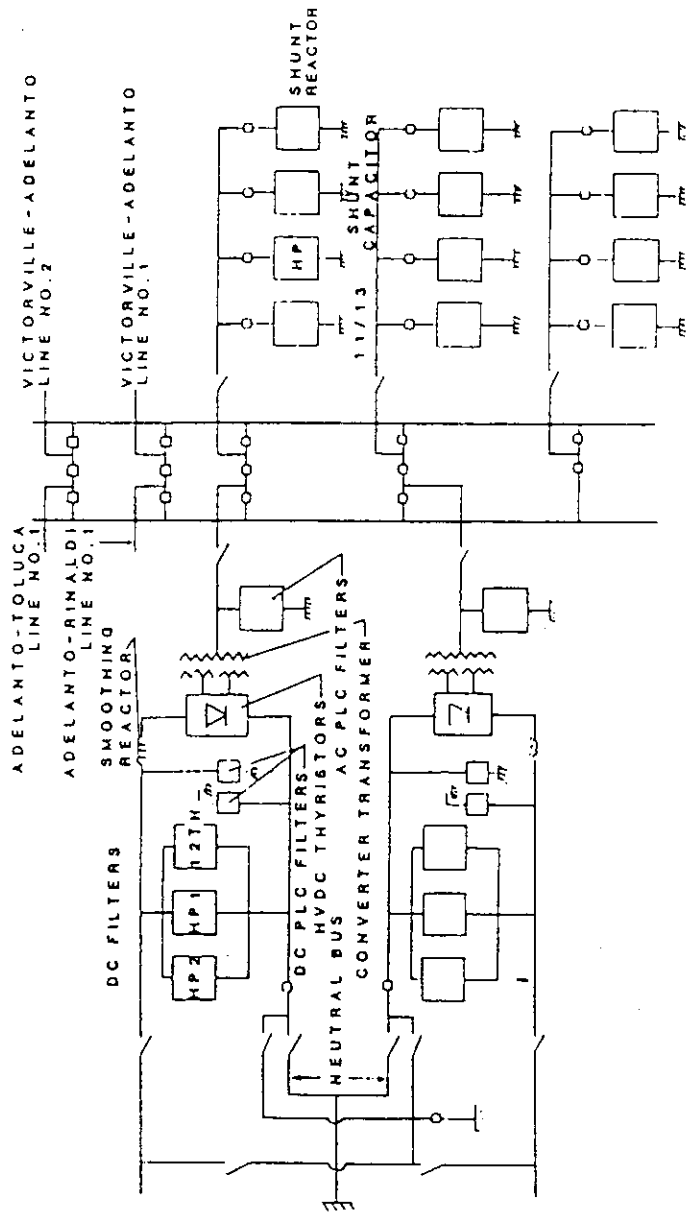 VICTORVILLE-ADELANTO
LINE NO.2
VICTORVILLE-ADELANTO
LINE NO.1
ADELANTO-TOLUCA
LINE NO.1
ADELANTO-RINALDI
LINE NO.1
SMOOTHING
REACTOR
SHUNT
REACTOR
HP
SHUNT
CAPACITOR
11/13
DC FILTERS
HP2
HP1
12TH
DC PLC FILTERS
HVDC THYRISTORS
NEUTRAL BUS
AC PLC FILTERS
CONVERTER TRANSFORMER